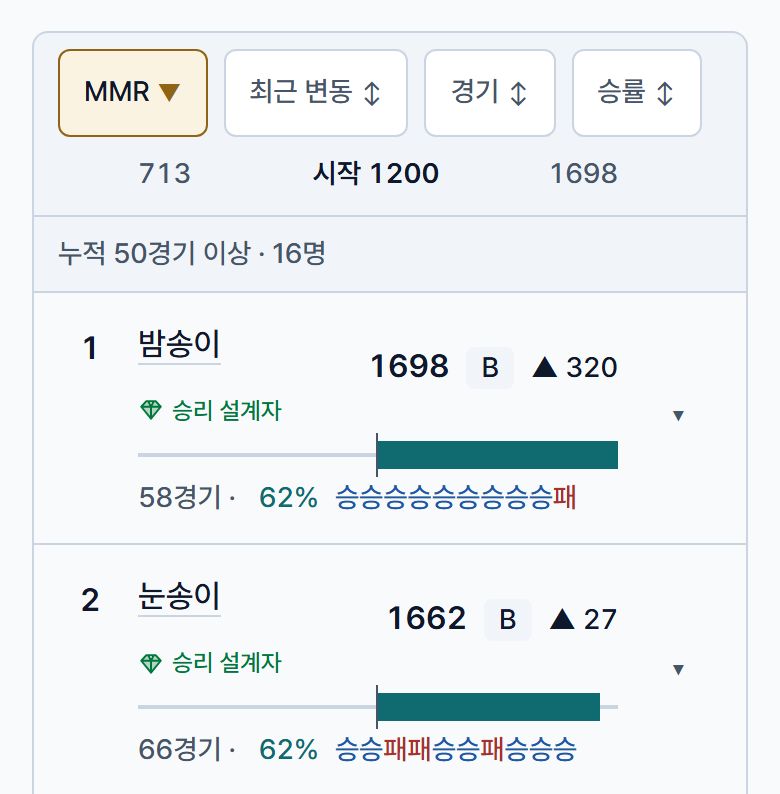 MMR ▼ 최근 변동 ↕ 경기 ↕ 승률 ↕
713 시작 1200 1698
누적 50경기 이상 · 16명
1 밤송이
1698 B ▲ 320
승리 설계자 ▼
58경기 · 62% 승승승승승승승승승패
2 눈송이
1662 B ▲ 27
승리 설계자 ▼
66경기 · 62% 승승패패승승패승승승